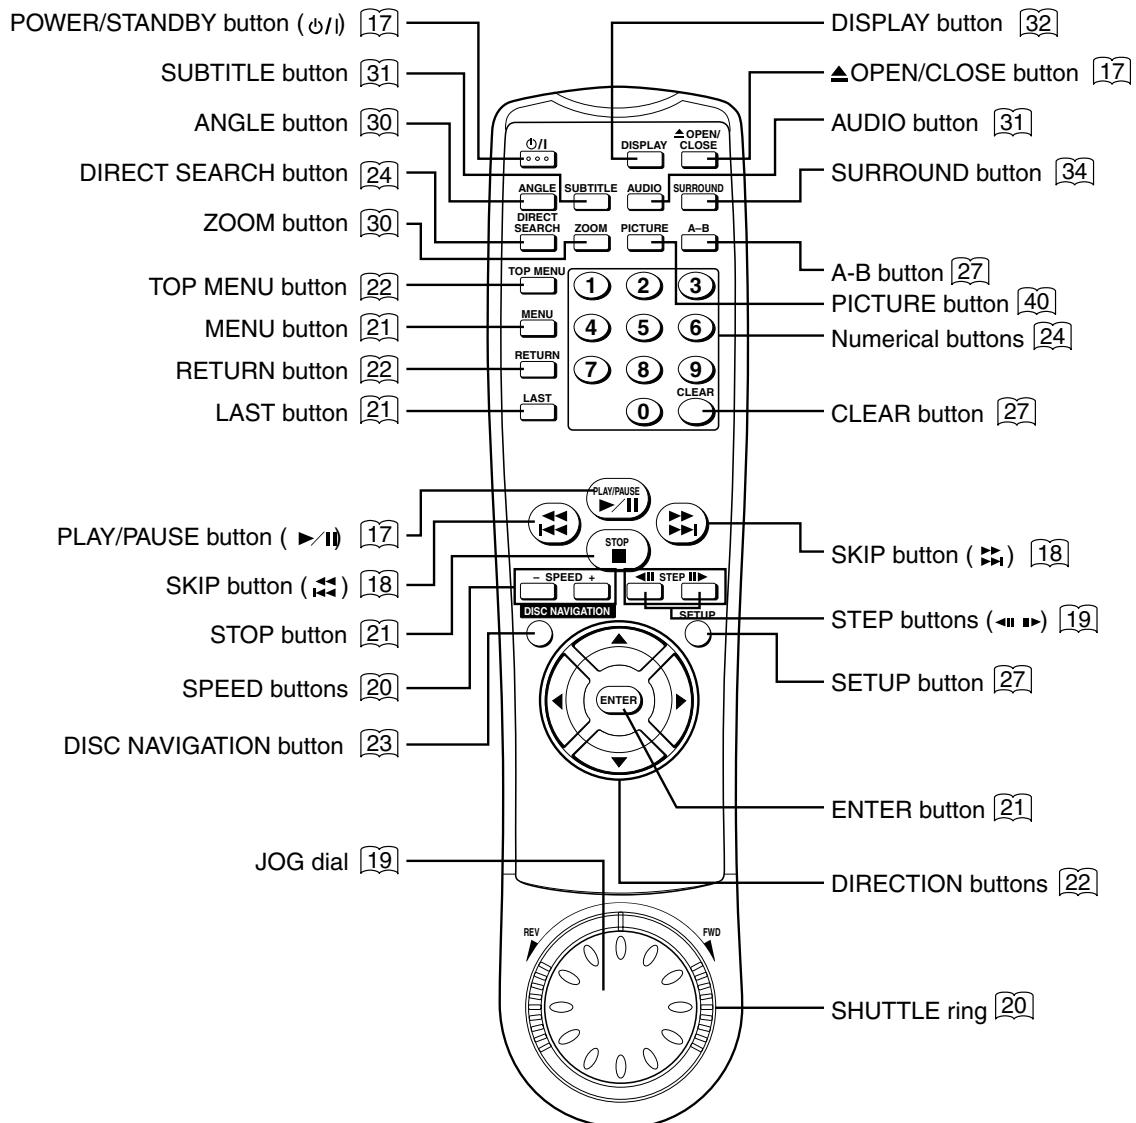 POWER/STANDBY button ( ⏻/I) 17
SUBTITLE button 31
ANGLE button 30
DIRECT SEARCH button 24
ZOOM button 30
TOP MENU button 22
MENU button 21
RETURN button 22
LAST button 21
PLAY/PAUSE button ( ►/II) 17
SKIP button (⏮) 18
STOP button 21
SPEED buttons 20
DISC NAVIGATION button 23
JOG dial 19
DISPLAY button 32
▲OPEN/CLOSE button 17
AUDIO button 31
SURROUND button 34
A-B button 27
PICTURE button 40
Numerical buttons 24
CLEAR button 27
SKIP button (⏭) 18
STEP buttons (◄II II►) 19
SETUP button 27
ENTER button 21
DIRECTION buttons 22
SHUTTLE ring 20
⏻/I
DISPLAY
▲OPEN/
CLOSE
ANGLE SUBTITLE AUDIO SURROUND
DIRECT
SEARCH ZOOM PICTURE A–B
TOP MENU
1 2 3
MENU
4 5 6
RETURN
7 8 9
LAST
CLEAR
0
PLAY/PAUSE
►/II
◄◄
I◄◄
►►
►►I
STOP
■
– SPEED +
◄II STEP II►
DISC NAVIGATION
SETUP
ENTER
REV
FWD